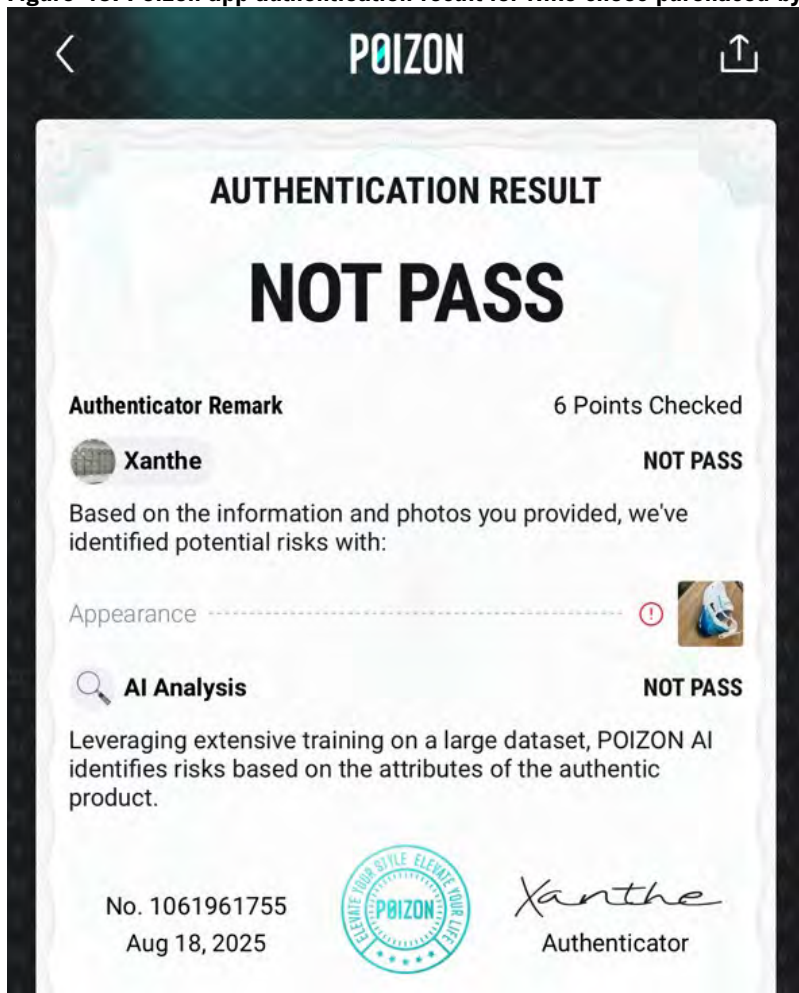 POIZON
AUTHENTICATION RESULT
NOT PASS
Authenticator Remark
6 Points Checked
Xanthe
NOT PASS
Based on the information and photos you provided, we've
identified potential risks with:
Appearance
AI Analysis
NOT PASS
Leveraging extensive training on a large dataset, POIZON AI
identifies risks based on the attributes of the authentic
product.
No. 1061961755
Aug 18, 2025
ELEVATE YOUR STYLE ELEVATE YOUR LIFE
POIZON
Xanthe
Authenticator